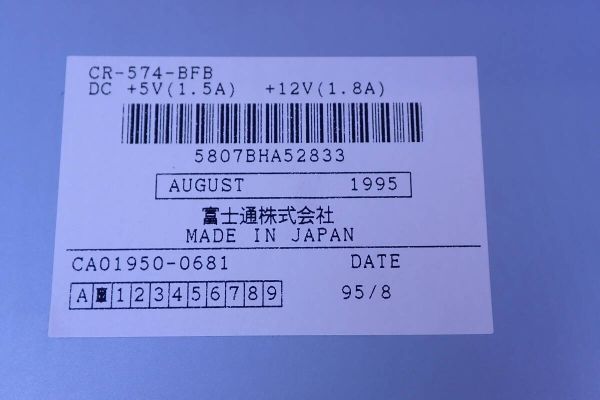 CR-574-BFB
DC +5V(1.5A) +12V(1.8A)
5807BHA52833
AUGUST 1995
富士通株式会社
MADE IN JAPAN
CA01950-0681 DATE
A 1 2 3 4 5 6 7 8 9 95/8